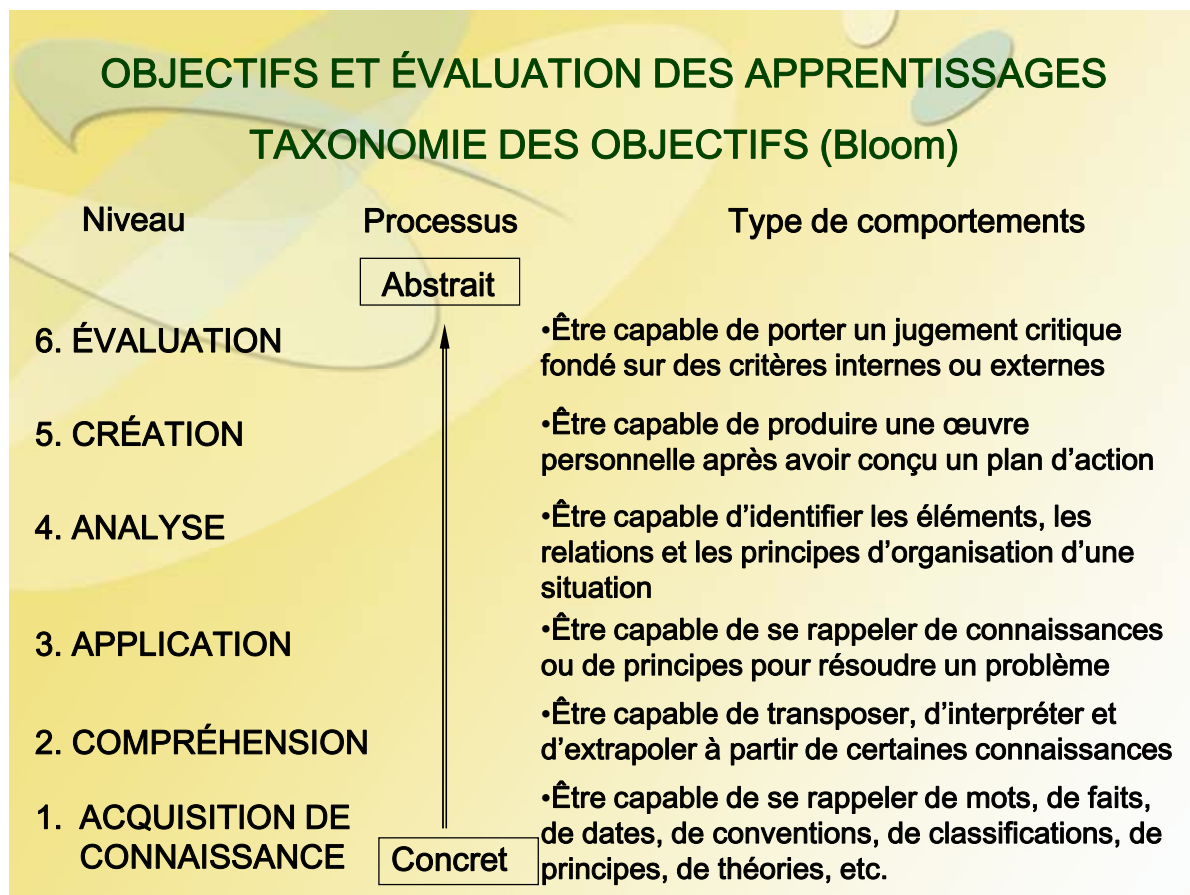 OBJECTIFS ET ÉVALUATION DES APPRENTISSAGES
TAXONOMIE DES OBJECTIFS (Bloom)
Niveau
Processus
Type de comportements
Abstrait
6. ÉVALUATION
•Être capable de porter un jugement critique
fondé sur des critères internes ou externes
5. CRÉATION
•Être capable de produire une œuvre
personnelle après avoir conçu un plan d’action
4. ANALYSE
•Être capable d’identifier les éléments, les
relations et les principes d’organisation d’une
situation
3. APPLICATION
•Être capable de se rappeler de connaissances
ou de principes pour résoudre un problème
2. COMPRÉHENSION
•Être capable de transposer, d’interpréter et
d’extrapoler à partir de certaines connaissances
1. ACQUISITION DE
CONNAISSANCE
Concret
•Être capable de se rappeler de mots, de faits,
de dates, de conventions, de classifications, de
principes, de théories, etc.